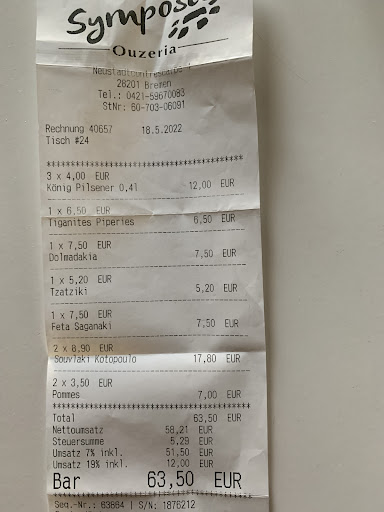 Symposio
Ouzeria
28201 Bremen
Tel.: 0421-59670083
StNr: 60-703-06091
Rechnung 40657 18.5.2022
Tisch #24
********************************************
3 x 4,00 EUR
König Pilsener 0,4l 12,00 EUR
1 x 6,50 EUR
Tiganites Piperies 6,50 EUR
1 x 7,50 EUR
Dolmadakia 7,50 EUR
1 x 5,20 EUR
Tzatziki 5,20 EUR
1 x 7,50 EUR
Feta Saganaki 7,50 EUR
2 x 8,90 EUR
Souvlaki Kotopoulo 17,80 EUR
2 x 3,50 EUR
Pommes 7,00 EUR
********************************************
Total 63,50 EUR
Nettoumsatz 58,21 EUR
Steuersumme 5,29 EUR
Umsatz 7% inkl. 51,50 EUR
Umsatz 19% inkl. 12,00 EUR
Bar 63,50 EUR
********************************************
Seq.-Nr.: 63864 | S/N: 1876212